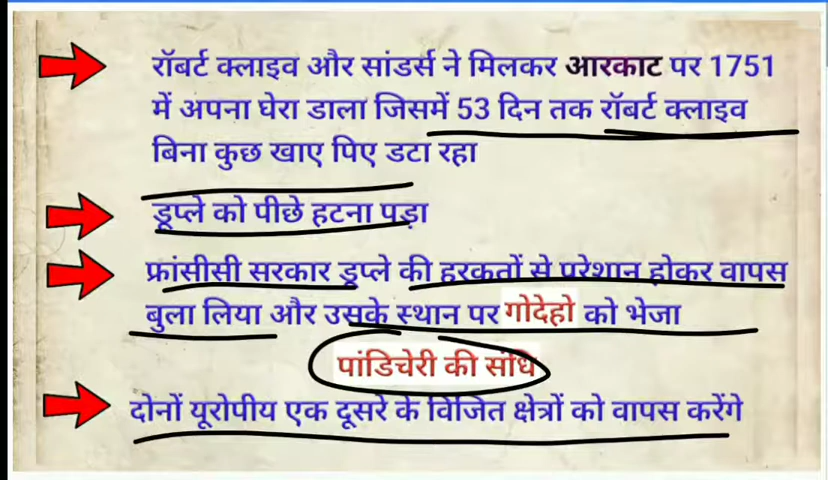 रॉबर्ट क्लाइव और सांडर्स ने मिलकर आरकाट पर 1751
में अपना घेरा डाला जिसमें 53 दिन तक रॉबर्ट क्लाइव
बिना कुछ खाए पिए डटा रहा
डूप्ले को पीछे हटना पड़ा
फ्रांसीसी सरकार डूप्ले की हरकतों से परेशान होकर वापस
बुला लिया और उसके स्थान पर गोदेहो को भेजा
पांडिचेरी की संधि
दोनों यूरोपीय एक दूसरे के विजित क्षेत्रों को वापस करेंगे